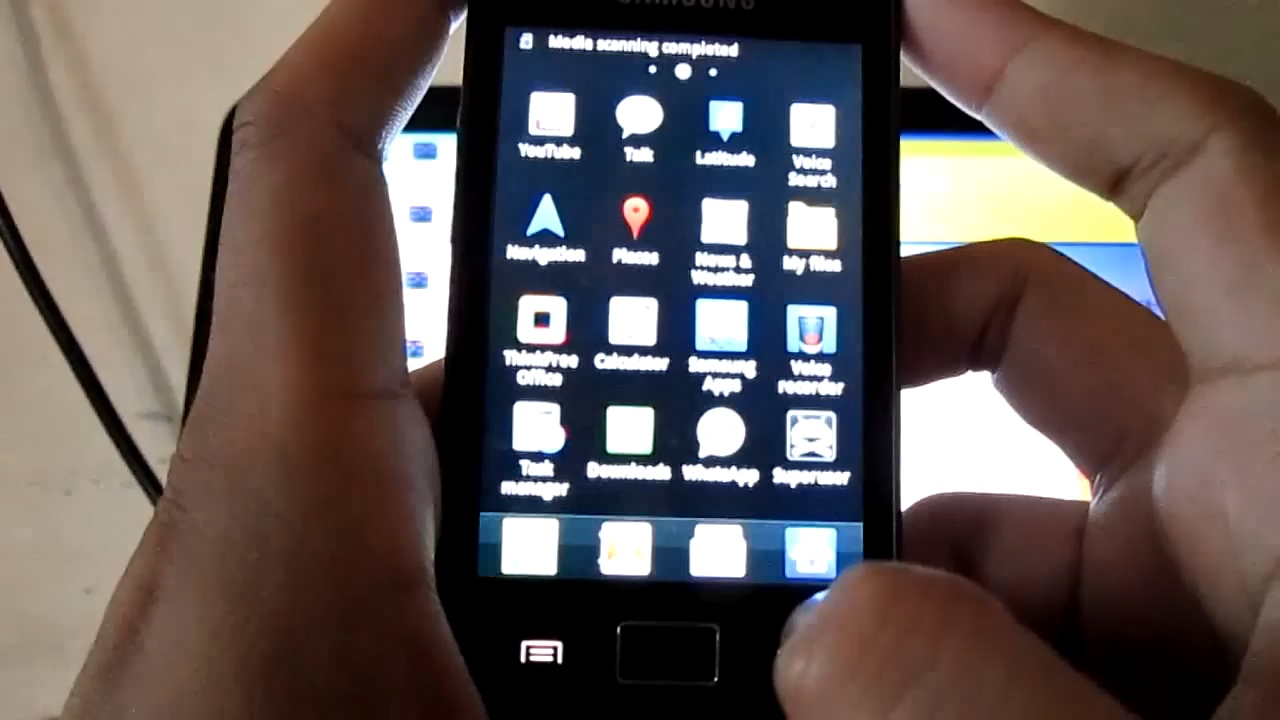 SAMSUNG
Media scanning completed
YouTube
Talk
Latitude
Voice
Search
Navigation
Places
News &
Weather
My files
ThinkFree
Office
Calculator
Samsung
Apps
Voice
recorder
Task
manager
Downloads
WhatsApp
Superuser